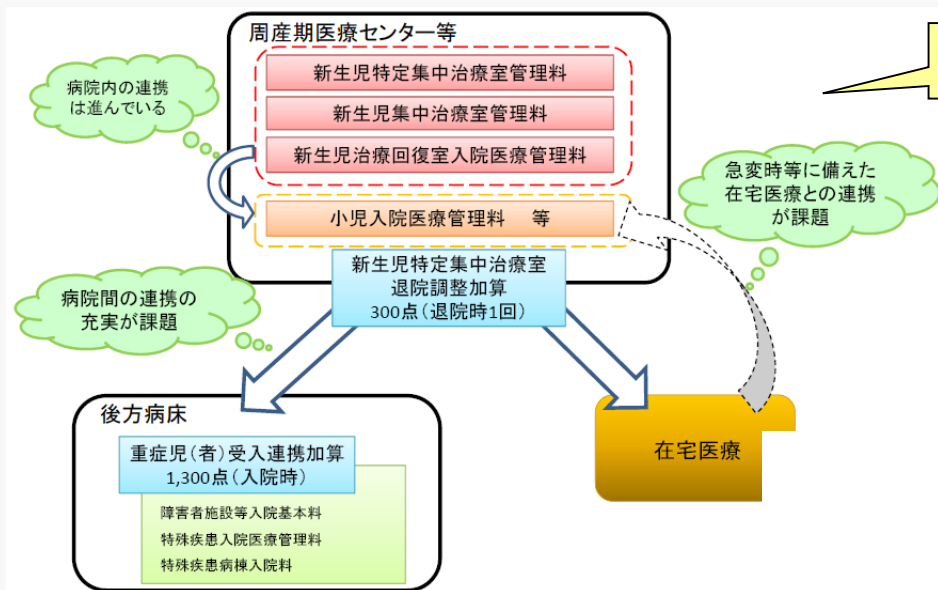 周産期医療センター等
新生児特定集中治療室管理料
新生児集中治療室管理料
新生児治療回復室入院医療管理料
小児入院医療管理料　等
病院内の連携
は進んでいる
急変時等に備えた
在宅医療との連携
が課題
新生児特定集中治療室
退院調整加算
300点（退院時1回）
病院間の連携の
充実が課題
後方病床
重症児（者）受入連携加算
1,300点（入院時）
障害者施設等入院基本料
特殊疾患入院医療管理料
特殊疾患病棟入院料
在宅医療